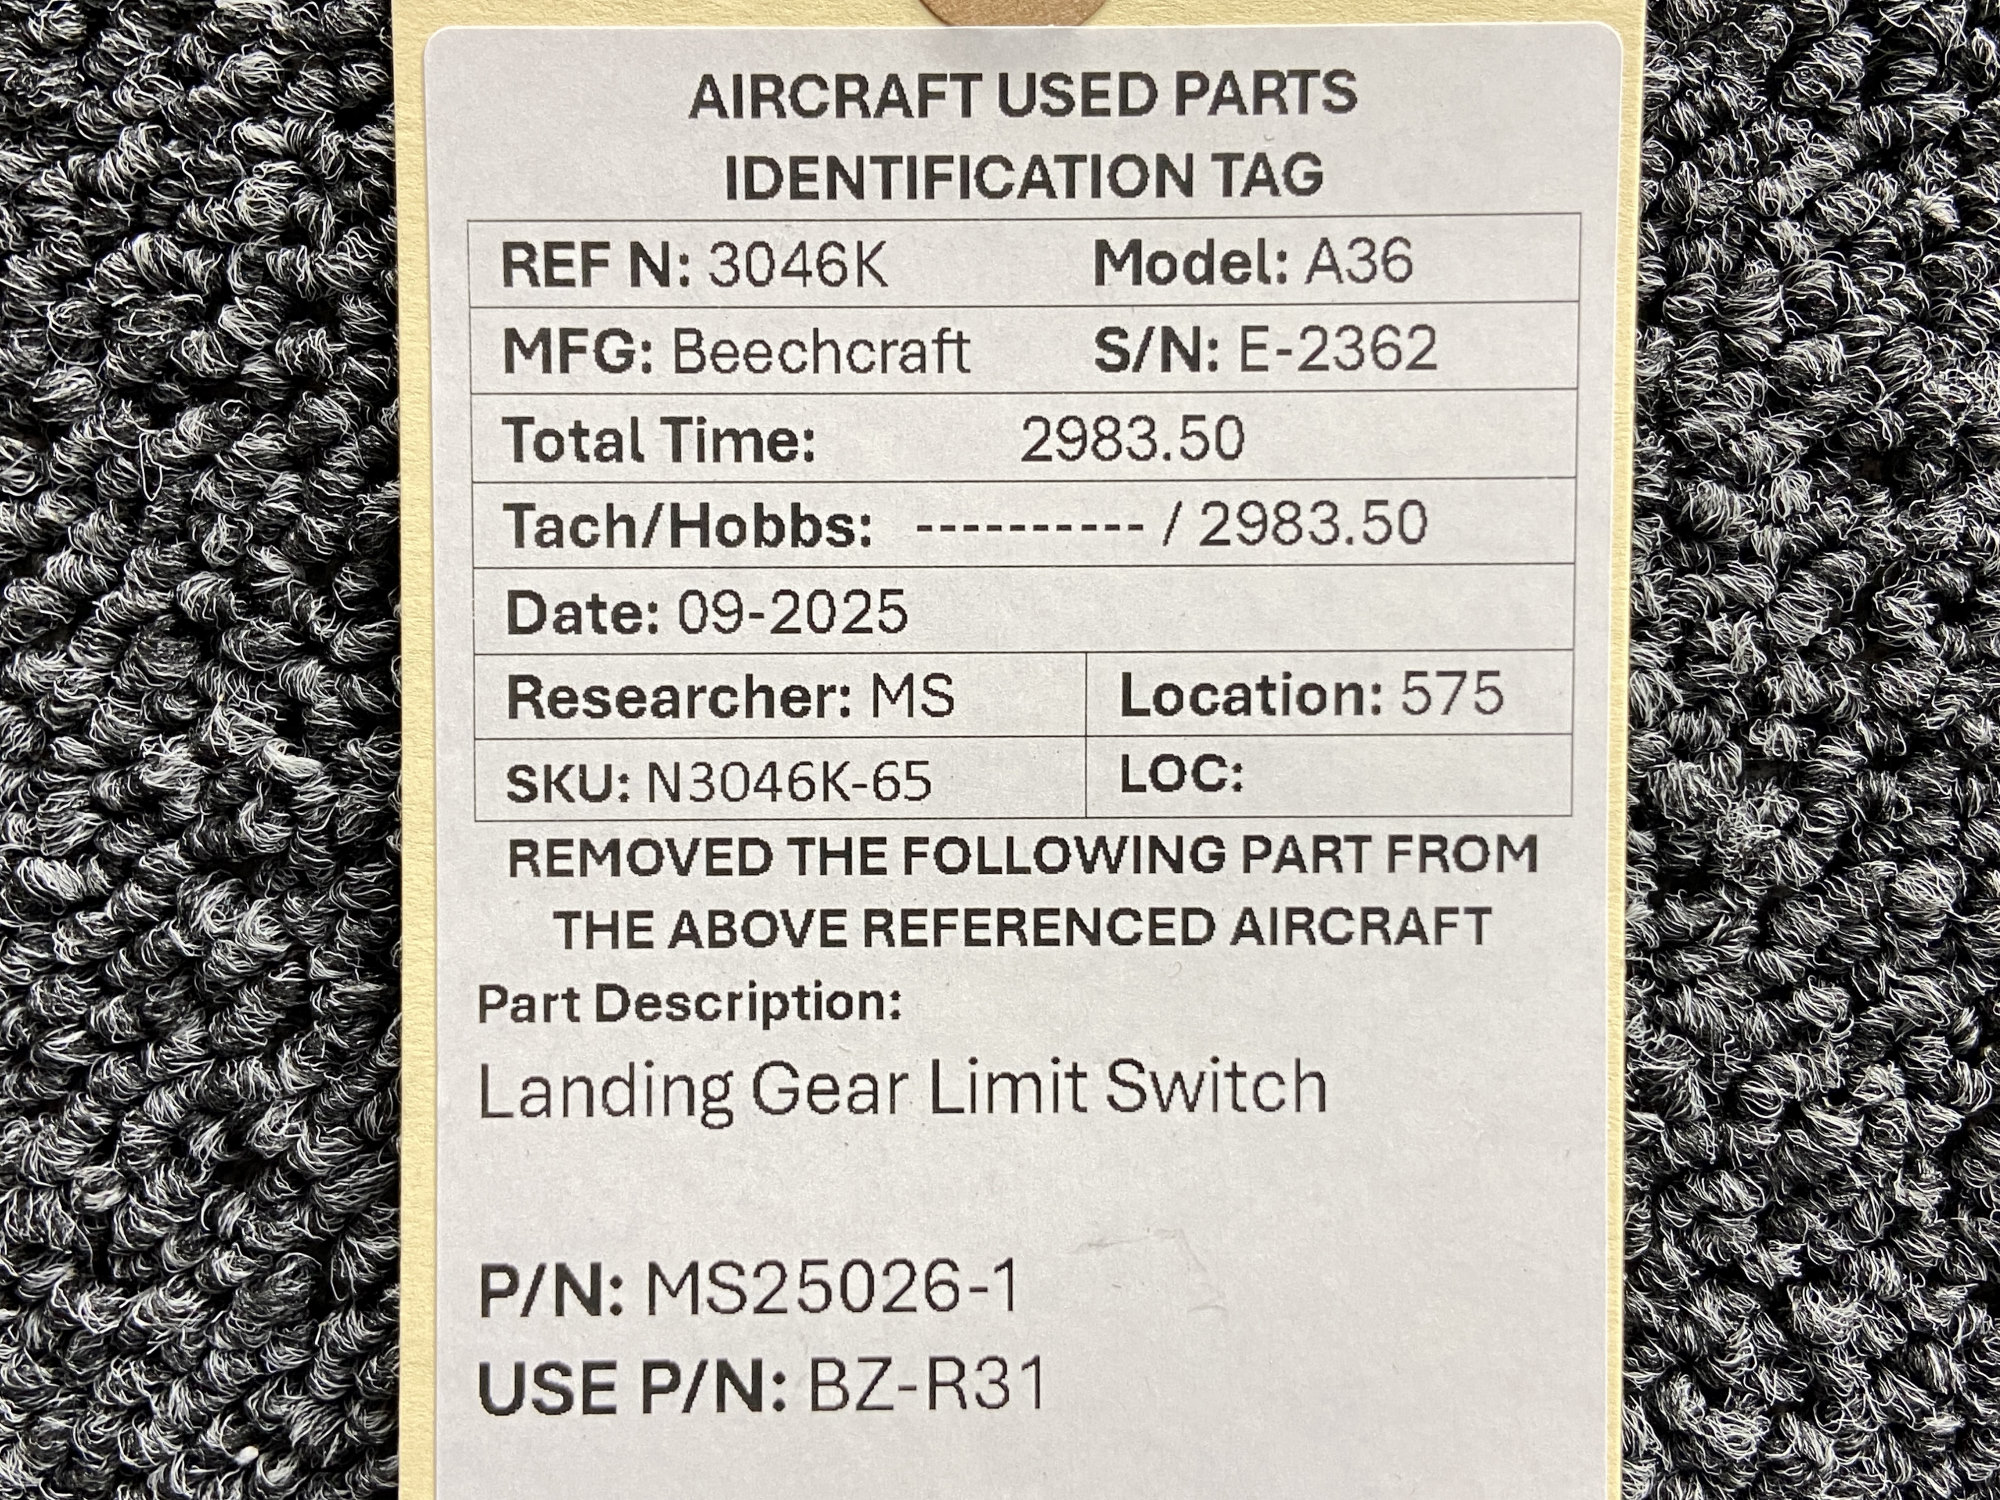 AIRCRAFT USED PARTS
IDENTIFICATION TAG
REF N: 3046K Model: A36
MFG: Beechcraft S/N: E-2362
Total Time: 2983.50
Tach/Hobbs: ---------- / 2983.50
Date: 09-2025
Researcher: MS Location: 575
SKU: N3046K-65 LOC:
REMOVED THE FOLLOWING PART FROM
THE ABOVE REFERENCED AIRCRAFT
Part Description:
Landing Gear Limit Switch
P/N: MS25026-1
USE P/N: BZ-R31